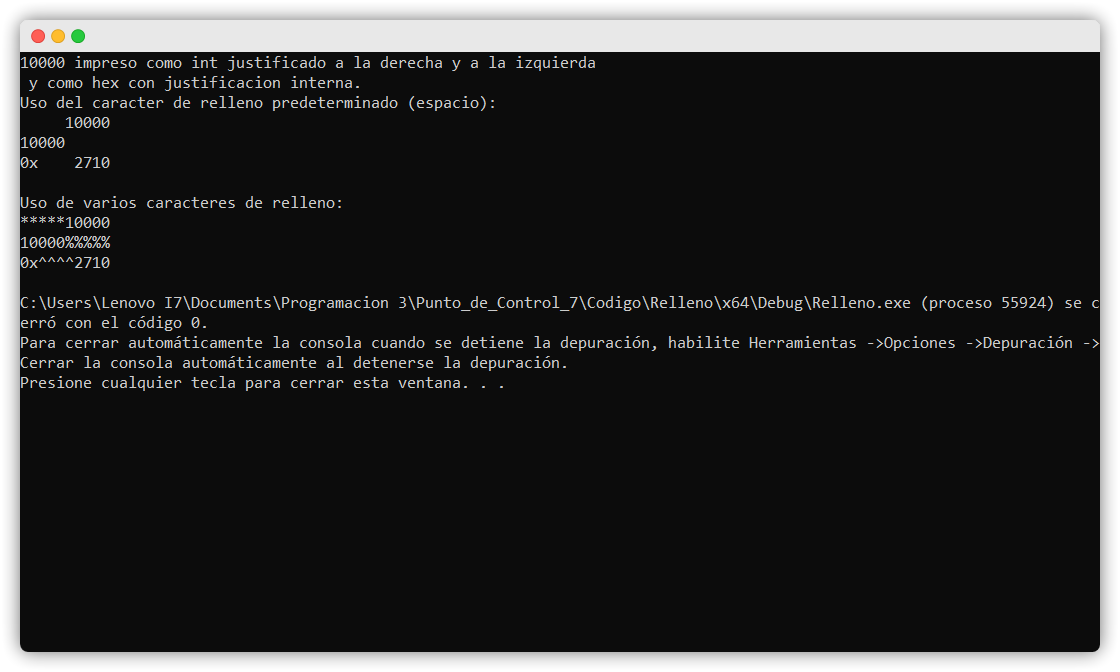 10000 impreso como int justificado a la derecha y a la izquierda
 y como hex con justificacion interna.
Uso del caracter de relleno predeterminado (espacio):
     10000
10000
0x    2710

Uso de varios caracteres de relleno:
*****10000
10000%%%%%
0x^^^^2710

C:\Users\Lenovo I7\Documents\Programacion 3\Punto_de_Control_7\Codigo\Relleno\x64\Debug\Relleno.exe (proceso 55924) se c
erró con el código 0.
Para cerrar automáticamente la consola cuando se detiene la depuración, habilite Herramientas ->Opciones ->Depuración ->
Cerrar la consola automáticamente al detenerse la depuración.
Presione cualquier tecla para cerrar esta ventana. . .